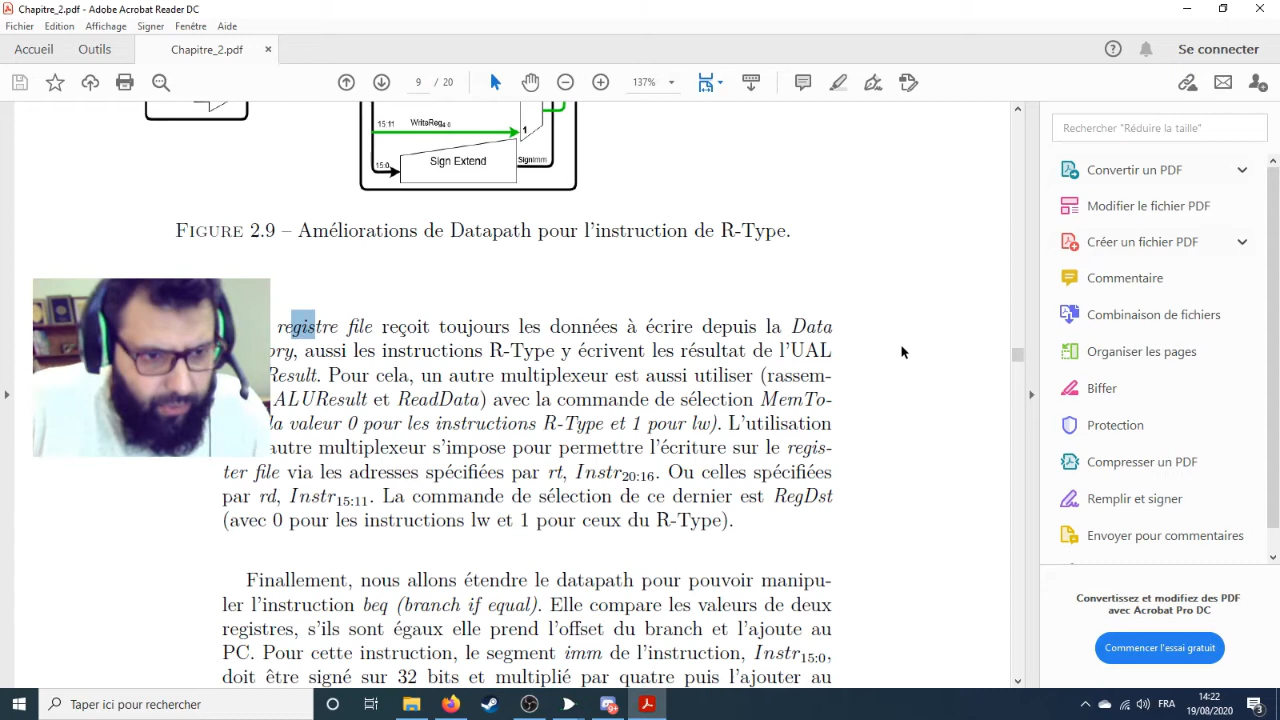 Chapitre_2.pdf - Adobe Acrobat Reader DC
Fichier Edition Affichage Signer Fenêtre Aide
Accueil Outils Chapitre_2.pdf × Se connecter
9 / 20 137%
15:11 WriteReg4:0 1
15:0 Sign Extend SignImm
FIGURE 2.9 – Améliorations de Datapath pour l'instruction de R-Type.
registre file reçoit toujours les données à écrire depuis la Data
ory, aussi les instructions R-Type y écrivent les résultat de l'UAL
Result. Pour cela, un autre multiplexeur est aussi utiliser (rassem-
ALUResult et ReadData) avec la commande de sélection MemTo-
la valeur 0 pour les instructions R-Type et 1 pour lw). L'utilisation
autre multiplexeur s'impose pour permettre l'écriture sur le regis-
ter file via les adresses spécifiées par rt, Instr20:16. Ou celles spécifiées
par rd, Instr15:11. La commande de sélection de ce dernier est RegDst
(avec 0 pour les instructions lw et 1 pour ceux du R-Type).
Finallement, nous allons étendre le datapath pour pouvoir manipu-
ler l'instruction beq (branch if equal). Elle compare les valeurs de deux
registres, s'ils sont égaux elle prend l'offset du branch et l'ajoute au
PC. Pour cette instruction, le segment imm de l'instruction, Instr15:0,
doit être signé sur 32 bits et multiplié par quatre puis l'ajouter au
Rechercher "Réduire la taille"
Convertir un PDF
Modifier le fichier PDF
Créer un fichier PDF
Commentaire
Combinaison de fichiers
Organiser les pages
Biffer
Protection
Compresser un PDF
Remplir et signer
Envoyer pour commentaires
Convertissez et modifiez des PDF
avec Acrobat Pro DC
Commencer l'essai gratuit
Taper ici pour rechercher
FRA
14:22
19/08/2020
3